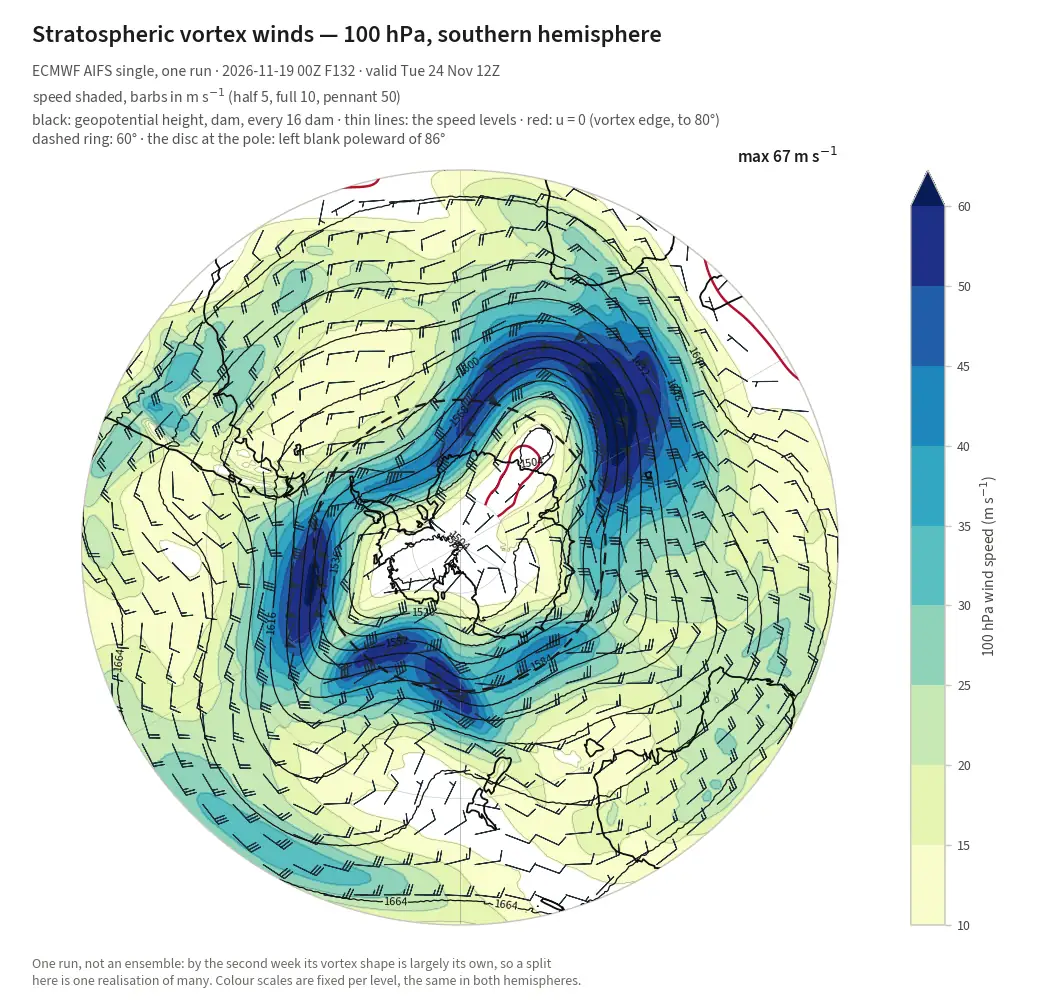 Stratospheric vortex winds — 100 hPa, southern hemisphere
ECMWF AIFS single, one run · 2026-11-19 00Z F132 · valid Tue 24 Nov 12Z
speed shaded, barbs in m s⁻¹ (half 5, full 10, pennant 50)
black: geopotential height, dam, every 16 dam · thin lines: the speed levels · red: u = 0 (vortex edge, to 80°)
dashed ring: 60° · the disc at the pole: left blank poleward of 86°
max 67 m s⁻¹
60
50
45
40
35
30
25
20
15
10
100 hPa wind speed (m s⁻¹)
1600
1568
1504
1536
1616
1520
1552
1664
1664
1664
One run, not an ensemble: by the second week its vortex shape is largely its own, so a split
here is one realisation of many. Colour scales are fixed per level, the same in both hemispheres.